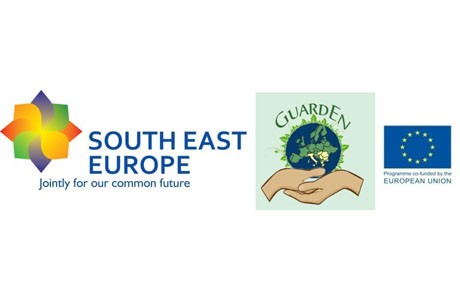 SOUTH EAST
EUROPE
Jointly for our common future
GUARDEN
Programme co-funded by the
EUROPEAN UNION